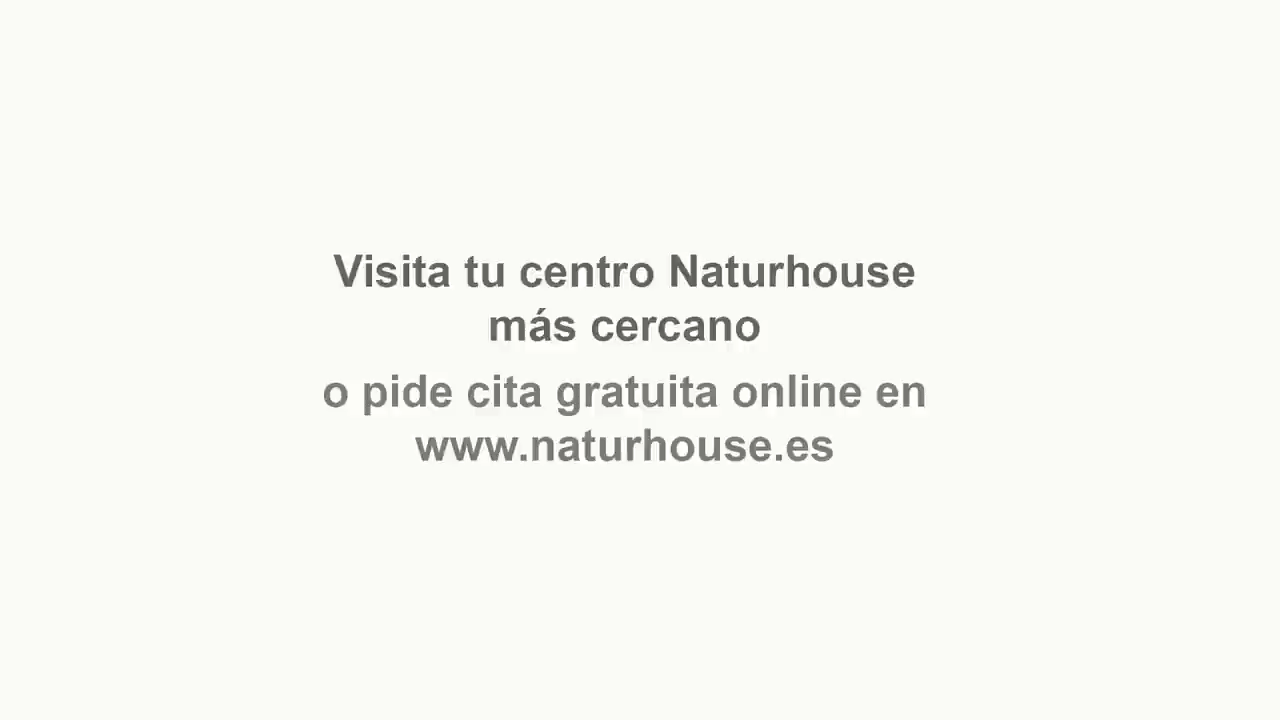 Visita tu centro Naturhouse
más cercano
o pide cita gratuita online en
www.naturhouse.es